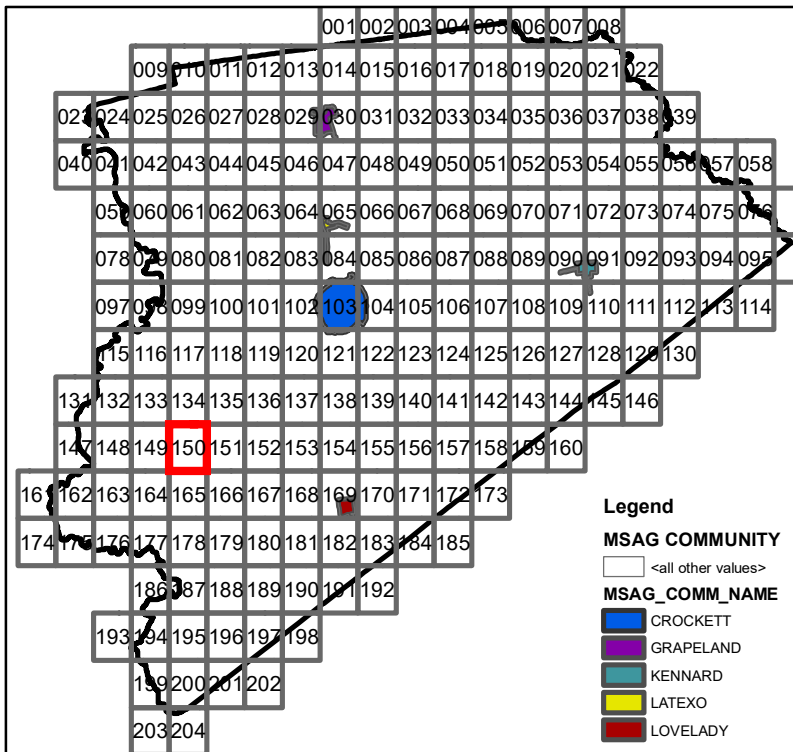 001 002 003 004 005 006 007 008
009 010 011 012 013 014 015 016 017 018 019 020 021 022
023 024 025 026 027 028 029 030 031 032 033 034 035 036 037 038 039
040 041 042 043 044 045 046 047 048 049 050 051 052 053 054 055 056 057 058
059 060 061 062 063 064 065 066 067 068 069 070 071 072 073 074 075 076
078 079 080 081 082 083 084 085 086 087 088 089 090 091 092 093 094 095
097 098 099 100 101 102 103 104 105 106 107 108 109 110 111 112 113 114
115 116 117 118 119 120 121 122 123 124 125 126 127 128 129 130
131 132 133 134 135 136 137 138 139 140 141 142 143 144 145 146
147 148 149 150 151 152 153 154 155 156 157 158 159 160
161 162 163 164 165 166 167 168 169 170 171 172 173
174 175 176 177 178 179 180 181 182 183 184 185
186 187 188 189 190 191 192
193 194 195 196 197 198
199 200 201 202
203 204
Legend
MSAG COMMUNITY
<all other values>
MSAG_COMM_NAME
CROCKETT
GRAPELAND
KENNARD
LATEXO
LOVELADY